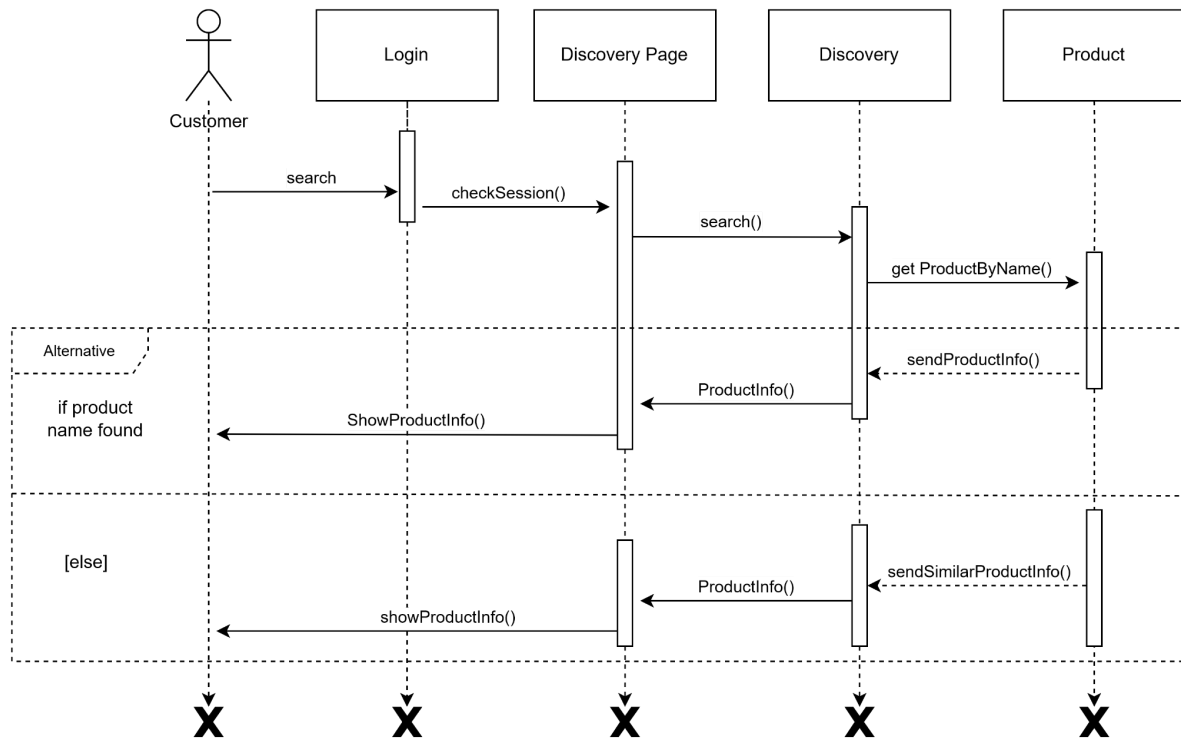 Login
Discovery Page
Discovery
Product
Customer
search
checkSession()
search()
get ProductByName()
Alternative
sendProductInfo()
if product
name found
ProductInfo()
ShowProductInfo()
[else]
sendSimilarProductInfo()
ProductInfo()
showProductInfo()
X X X X X